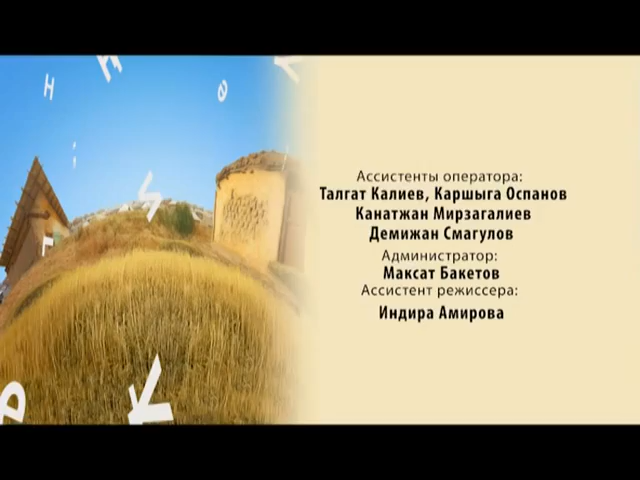 Ассистенты оператора:
Талгат Калиев, Каршыга Оспанов
Канатжан Мирзагалиев
Демижан Смагулов
Администратор:
Максат Бакетов
Ассистент режиссера:
Индира Амирова